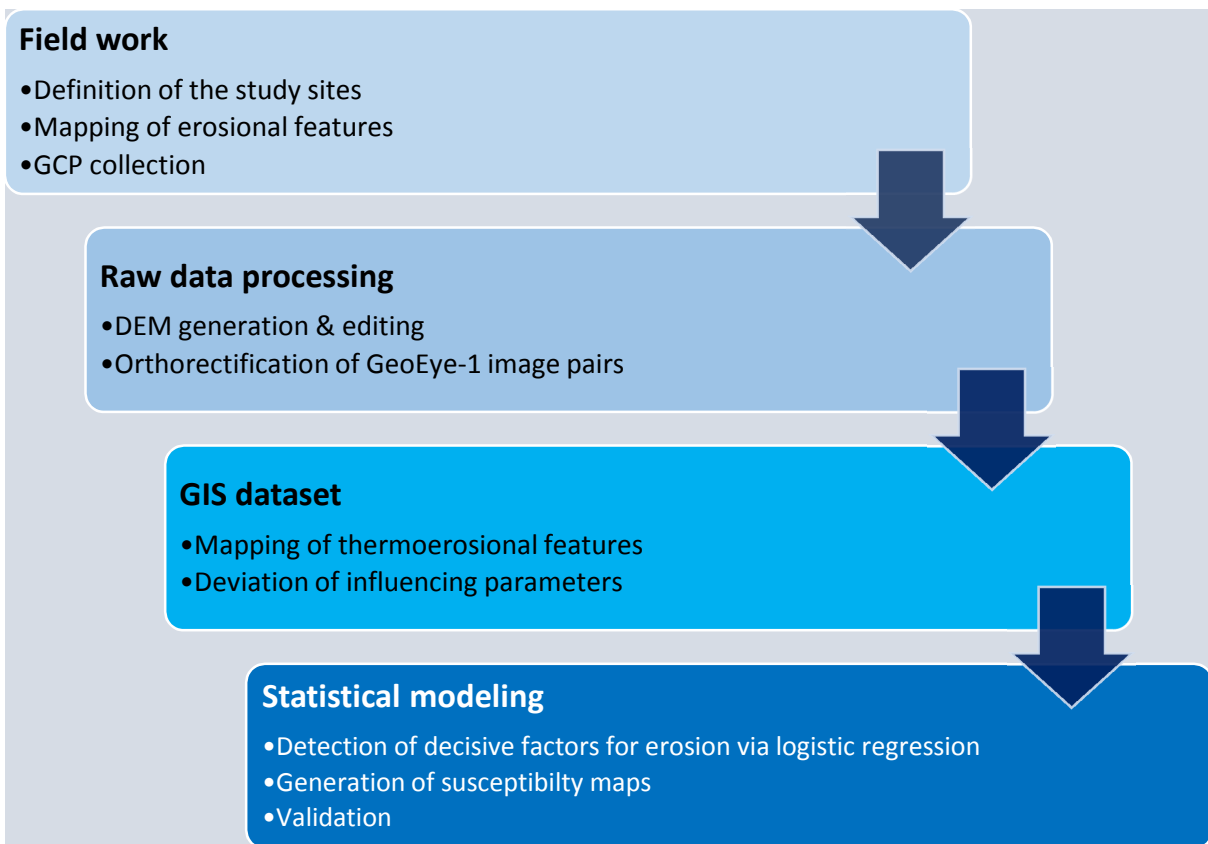 Field work
•Definition of the study sites
•Mapping of erosional features
•GCP collection
Raw data processing
•DEM generation & editing
•Orthorectification of GeoEye-1 image pairs
GIS dataset
•Mapping of thermoerosional features
•Deviation of influencing parameters
Statistical modeling
•Detection of decisive factors for erosion via logistic regression
•Generation of susceptibilty maps
•Validation